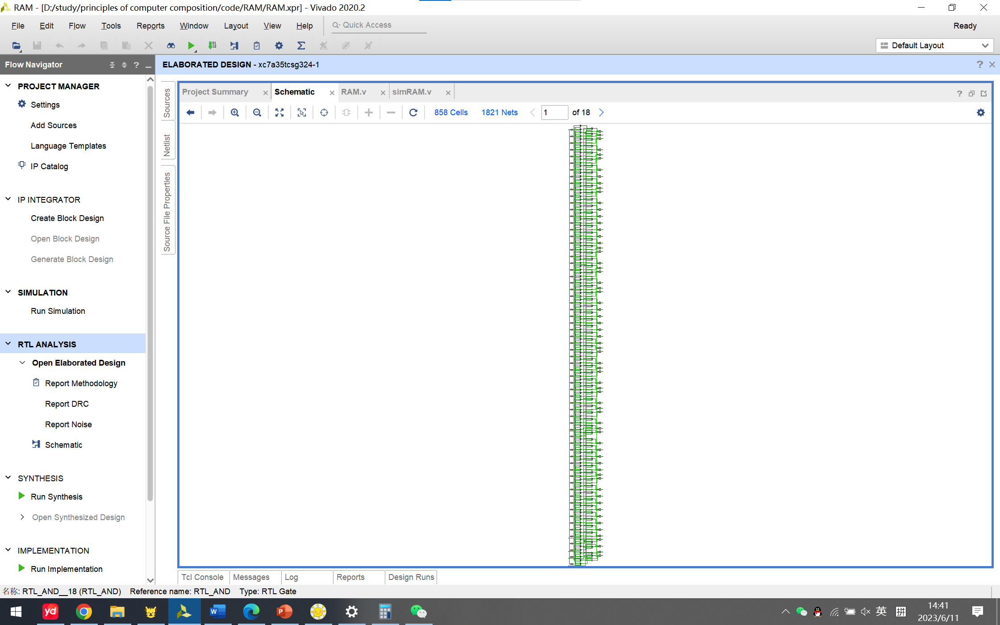 RAM - [D:/study/principles of computer composition/code/RAM/RAM.xpr] - Vivado 2020.2
File Edit Flow Tools Reports Window Layout View Help Quick Access Ready
Default Layout
Flow Navigator
ELABORATED DESIGN - xc7a35tcsg324-1
PROJECT MANAGER
Settings
Add Sources
Language Templates
IP Catalog
IP INTEGRATOR
Create Block Design
Open Block Design
Generate Block Design
SIMULATION
Run Simulation
RTL ANALYSIS
Open Elaborated Design
Report Methodology
Report DRC
Report Noise
Schematic
SYNTHESIS
Run Synthesis
Open Synthesized Design
IMPLEMENTATION
Run Implementation
Sources
Netlist
Source File Properties
Project Summary Schematic RAM.v simRAM.v
858 Cells 1821 Nets 1 of 18
Tcl Console Messages Log Reports Design Runs
名称: RTL_AND__18 (RTL_AND) Reference name: RTL_AND Type: RTL Gate
yd
W
P
英
拼
14:41
2023/6/11